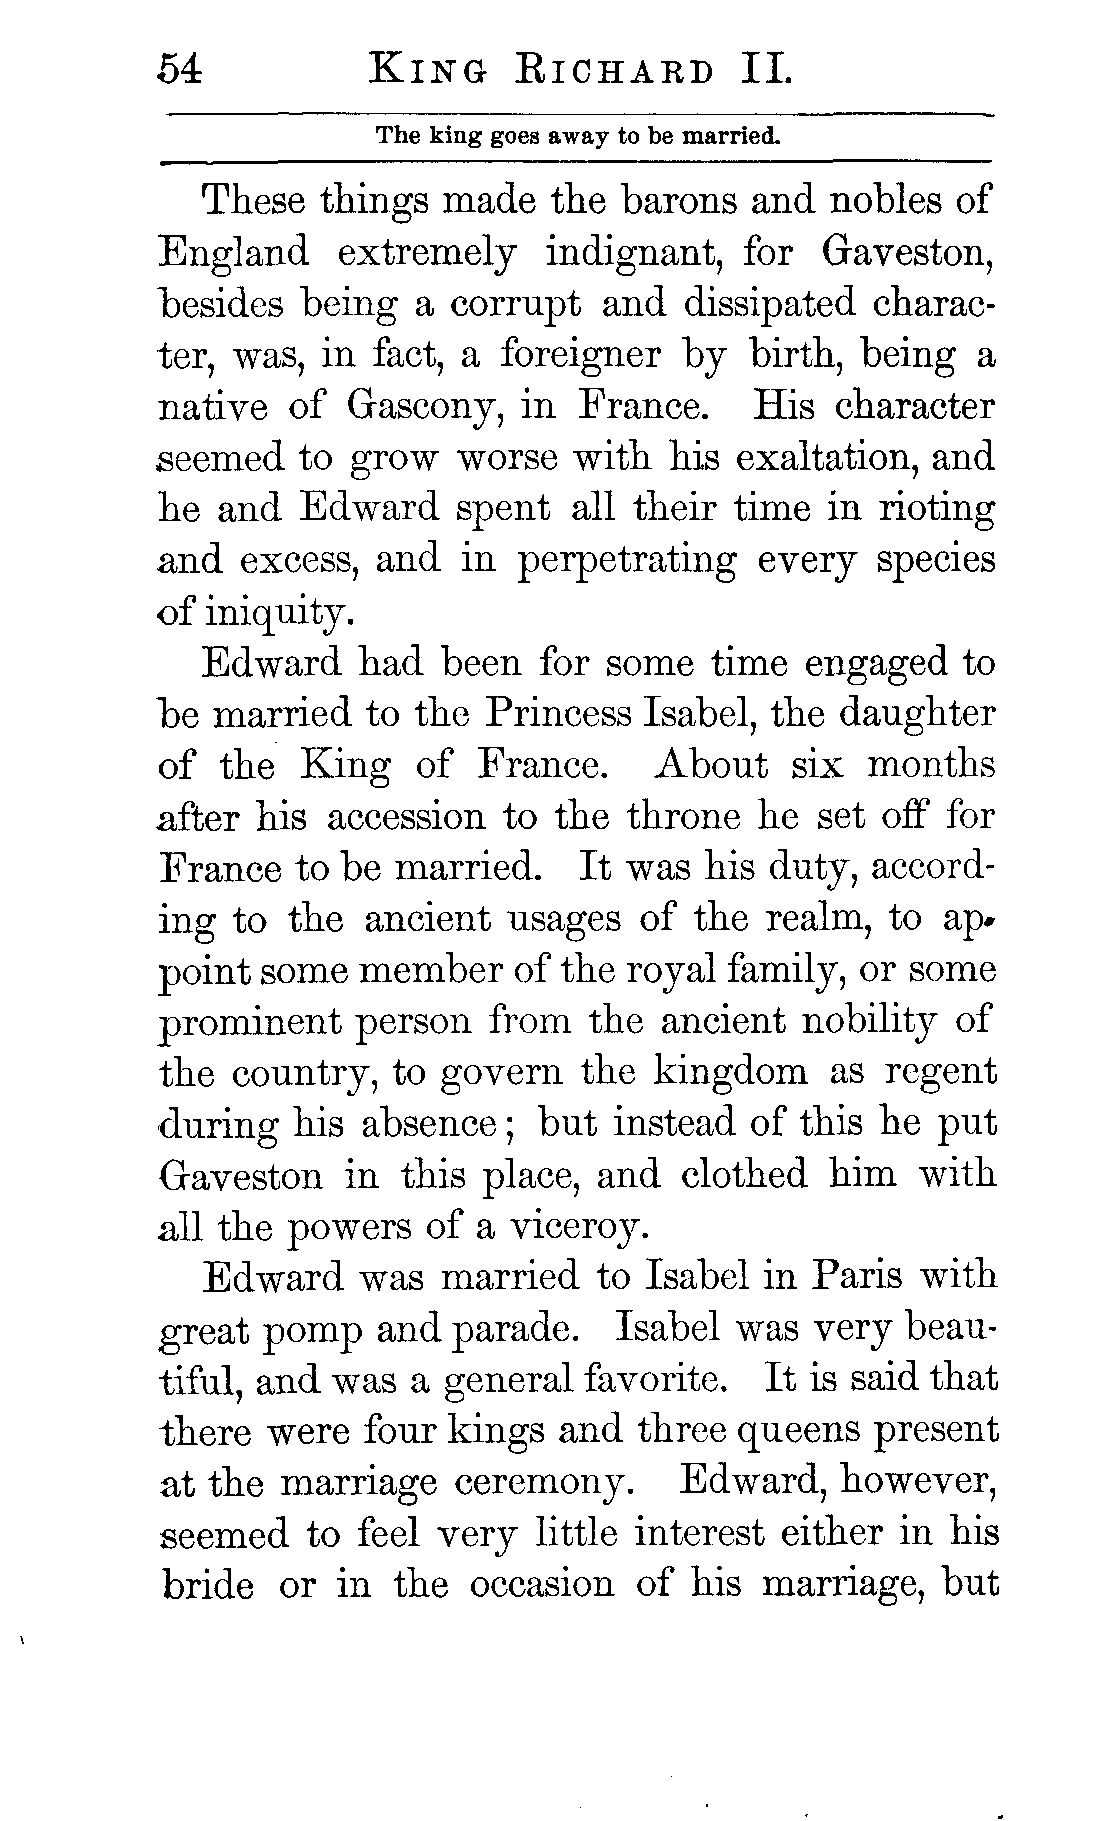 54 KING RICHARD II.
The king goes away to be married.
These things made the barons and nobles of
England extremely indignant, for Gaveston,
besides being a corrupt and dissipated charac-
ter, was, in fact, a foreigner by birth, being a
native of Gascony, in France. His character
seemed to grow worse with his exaltation, and
he and Edward spent all their time in rioting
and excess, and in perpetrating every species
of iniquity.
Edward had been for some time engaged to
be married to the Princess Isabel, the daughter
of the King of France. About six months
after his accession to the throne he set off for
France to be married. It was his duty, accord-
ing to the ancient usages of the realm, to ap-
point some member of the royal family, or some
prominent person from the ancient nobility of
the country, to govern the kingdom as regent
during his absence; but instead of this he put
Gaveston in this place, and clothed him with
all the powers of a viceroy.
Edward was married to Isabel in Paris with
great pomp and parade. Isabel was very beau-
tiful, and was a general favorite. It is said that
there were four kings and three queens present
at the marriage ceremony. Edward, however,
seemed to feel very little interest either in his
bride or in the occasion of his marriage, but